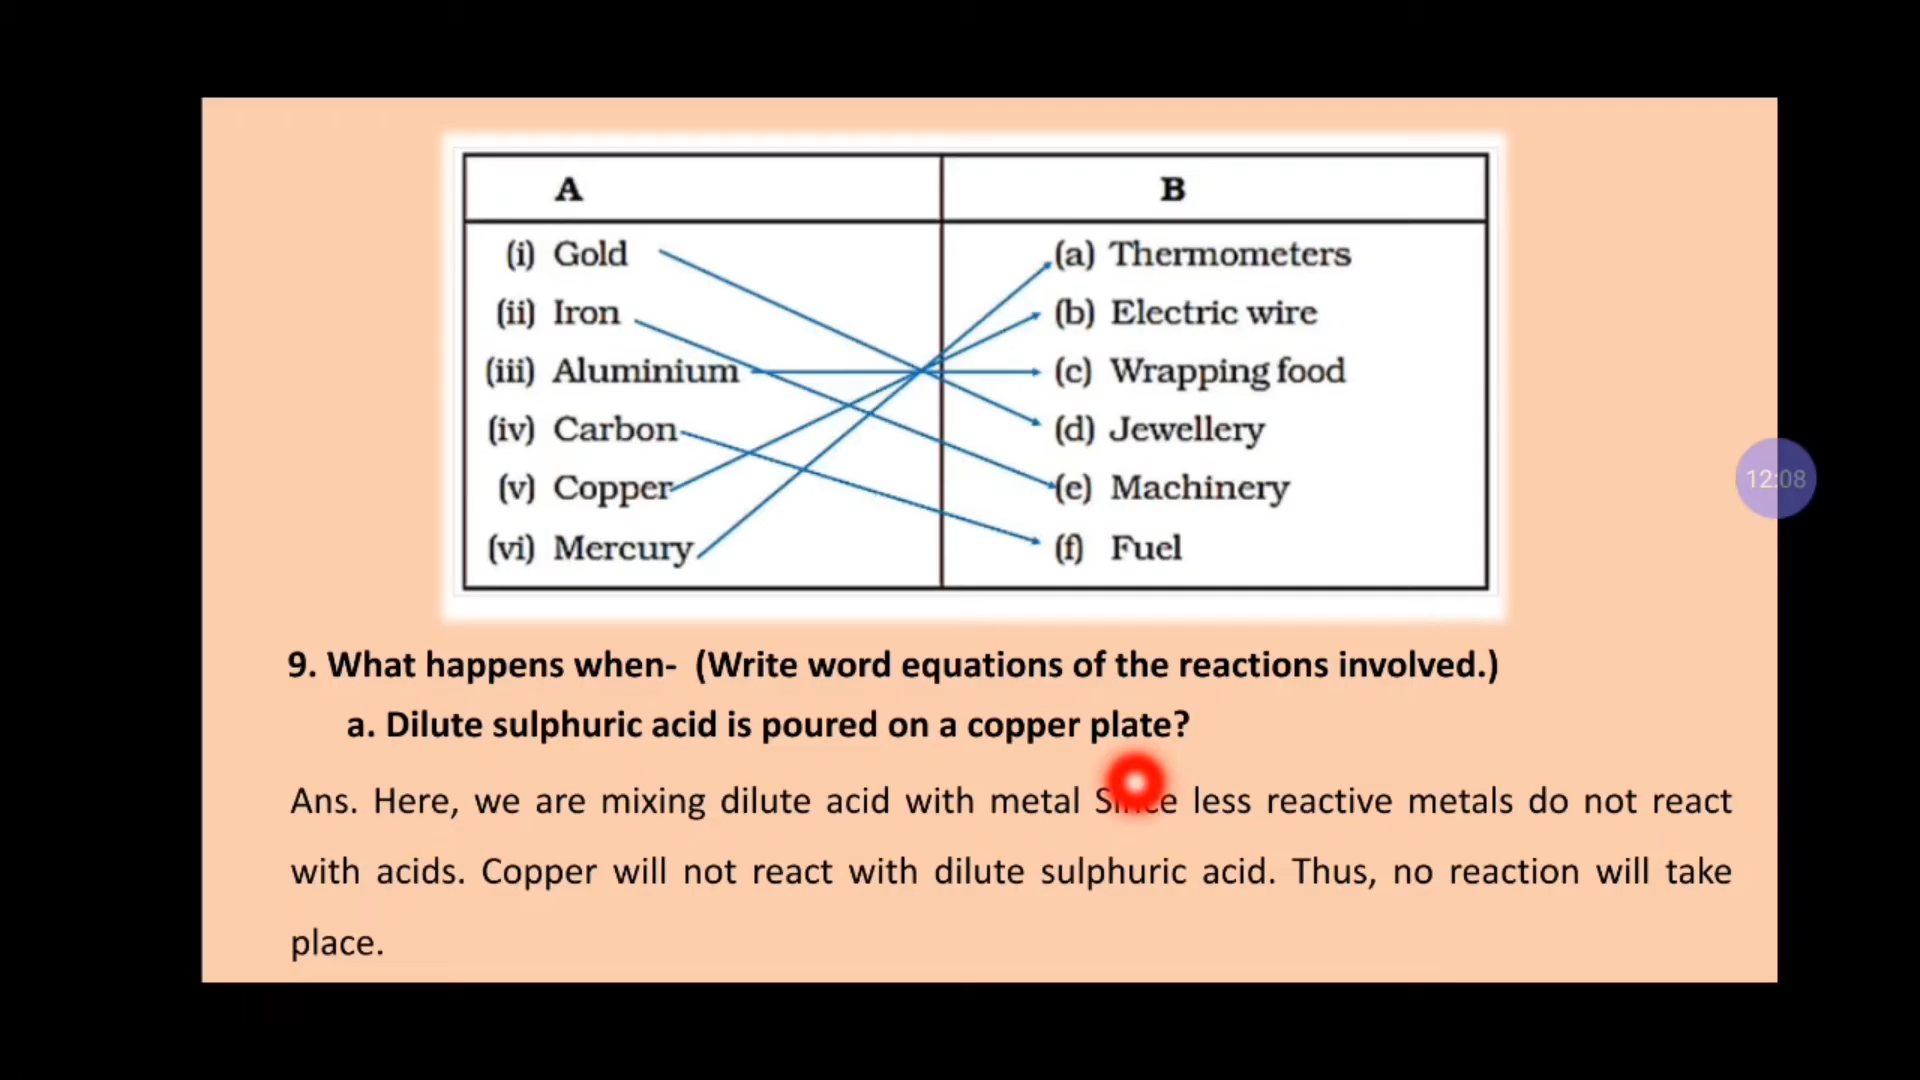 A B
(i) Gold (a) Thermometers
(ii) Iron (b) Electric wire
(iii) Aluminium (c) Wrapping food
(iv) Carbon (d) Jewellery
(v) Copper (e) Machinery
(vi) Mercury (f) Fuel
12:08
9. What happens when- (Write word equations of the reactions involved.)
a. Dilute sulphuric acid is poured on a copper plate?
Ans. Here, we are mixing dilute acid with metal Since less reactive metals do not react
with acids. Copper will not react with dilute sulphuric acid. Thus, no reaction will take
place.